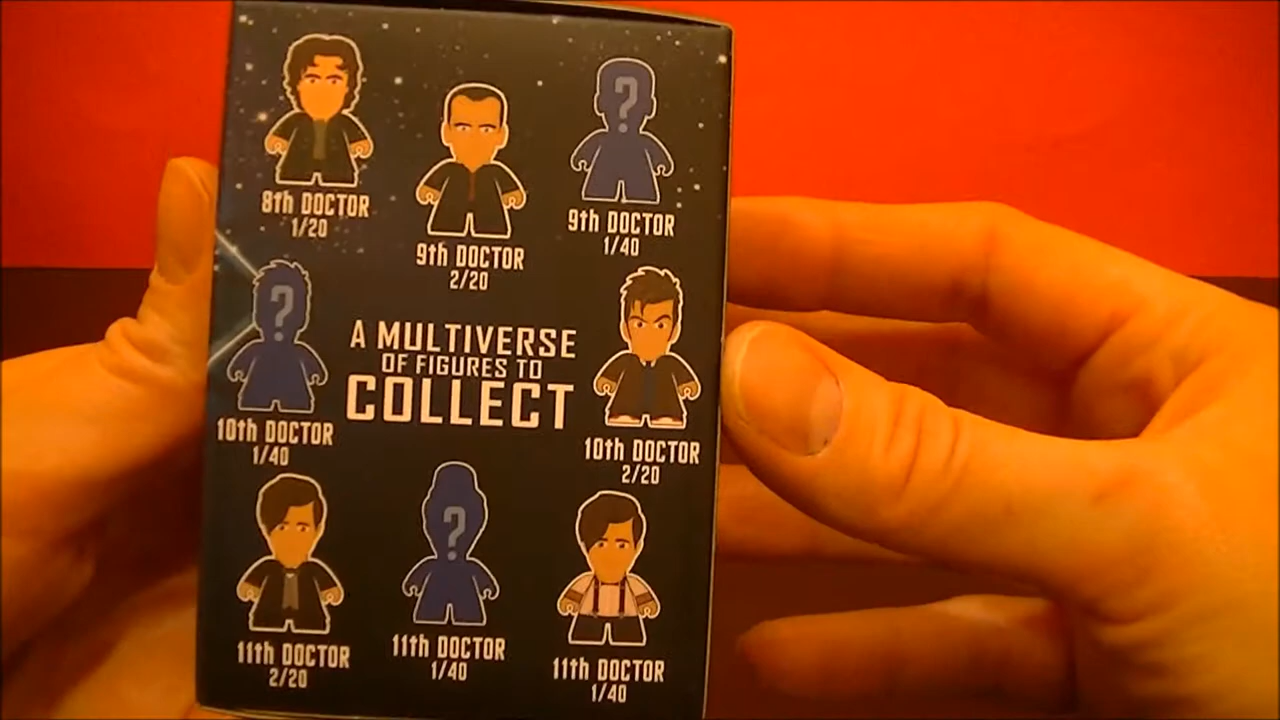 8th DOCTOR
1/20
9th DOCTOR
2/20
?
9th DOCTOR
1/40
?
10th DOCTOR
1/40
A MULTIVERSE
OF FIGURES TO
COLLECT
10th DOCTOR
2/20
11th DOCTOR
2/20
?
11th DOCTOR
1/40
11th DOCTOR
1/40